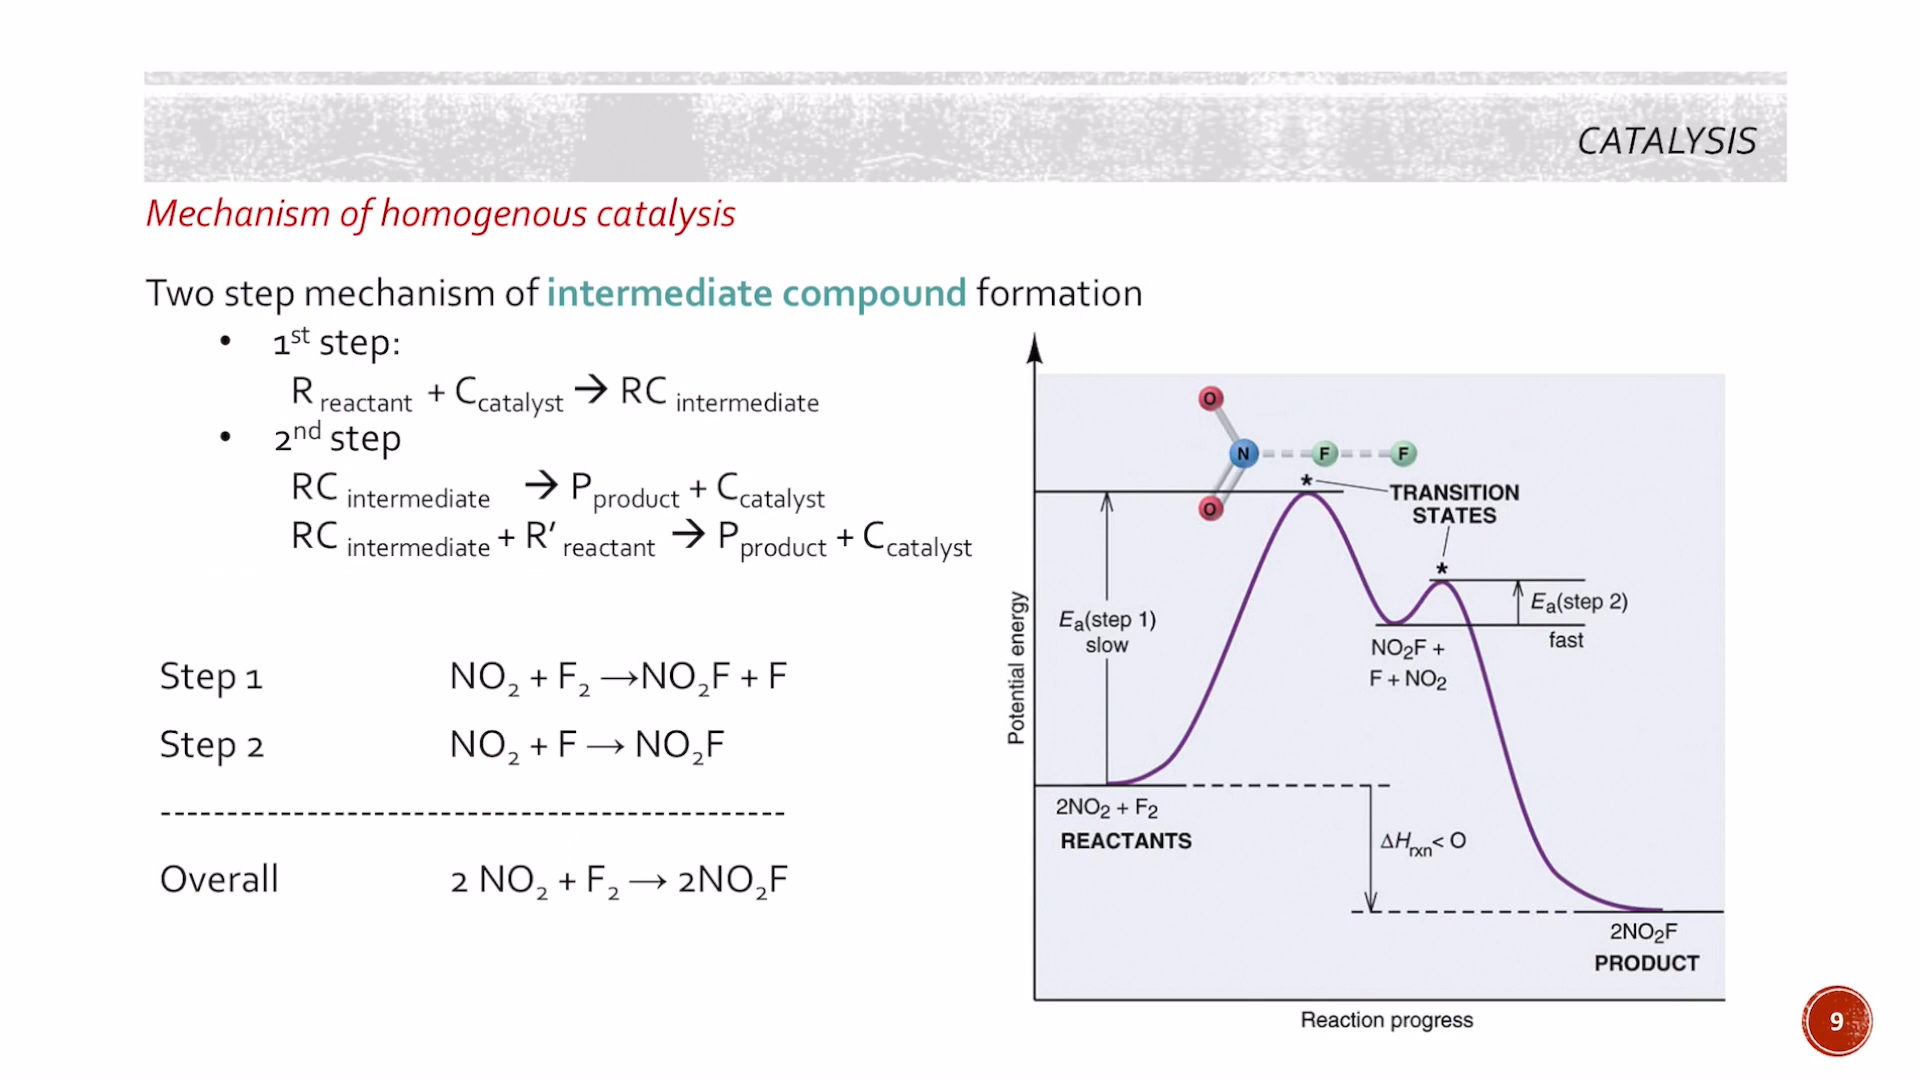 CATALYSIS
Mechanism of homogenous catalysis
Two step mechanism of intermediate compound formation
• 1st step:
R reactant + Ccatalyst → RC intermediate
• 2nd step
RC intermediate → Pproduct + Ccatalyst
RC intermediate + R’ reactant → Pproduct + Ccatalyst
Step 1 NO₂ + F₂ →NO₂F + F
Step 2 NO₂ + F → NO₂F
-----------------------------------------------
Overall 2 NO₂ + F₂ → 2NO₂F
Potential energy
O
N F F
O
*
TRANSITION
STATES
*
Ea(step 1)
slow
Ea(step 2)
fast
NO₂F +
F + NO₂
2NO₂ + F₂
REACTANTS
ΔHrxn< O
2NO₂F
PRODUCT
Reaction progress
9